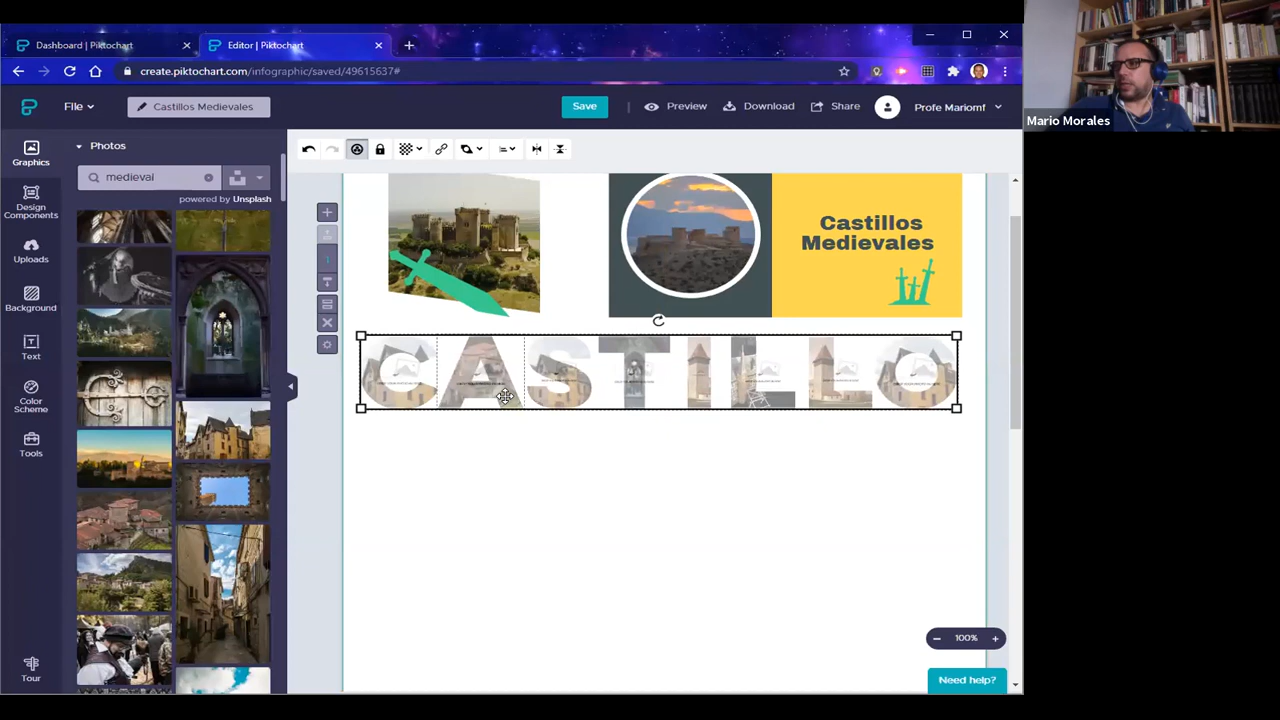 Dashboard | Piktochart
Editor | Piktochart
create.piktochart.com/infographic/saved/49615637#
File
Castillos Medievales
Save
Preview
Download
Share
Profe Mariomf
Mario Morales
Graphics
Design
Components
Uploads
Background
Text
Color
Scheme
Tools
Tour
Photos
medieval
powered by Unsplash
Castillos
Medievales
CASTILLO
100%
Need help?